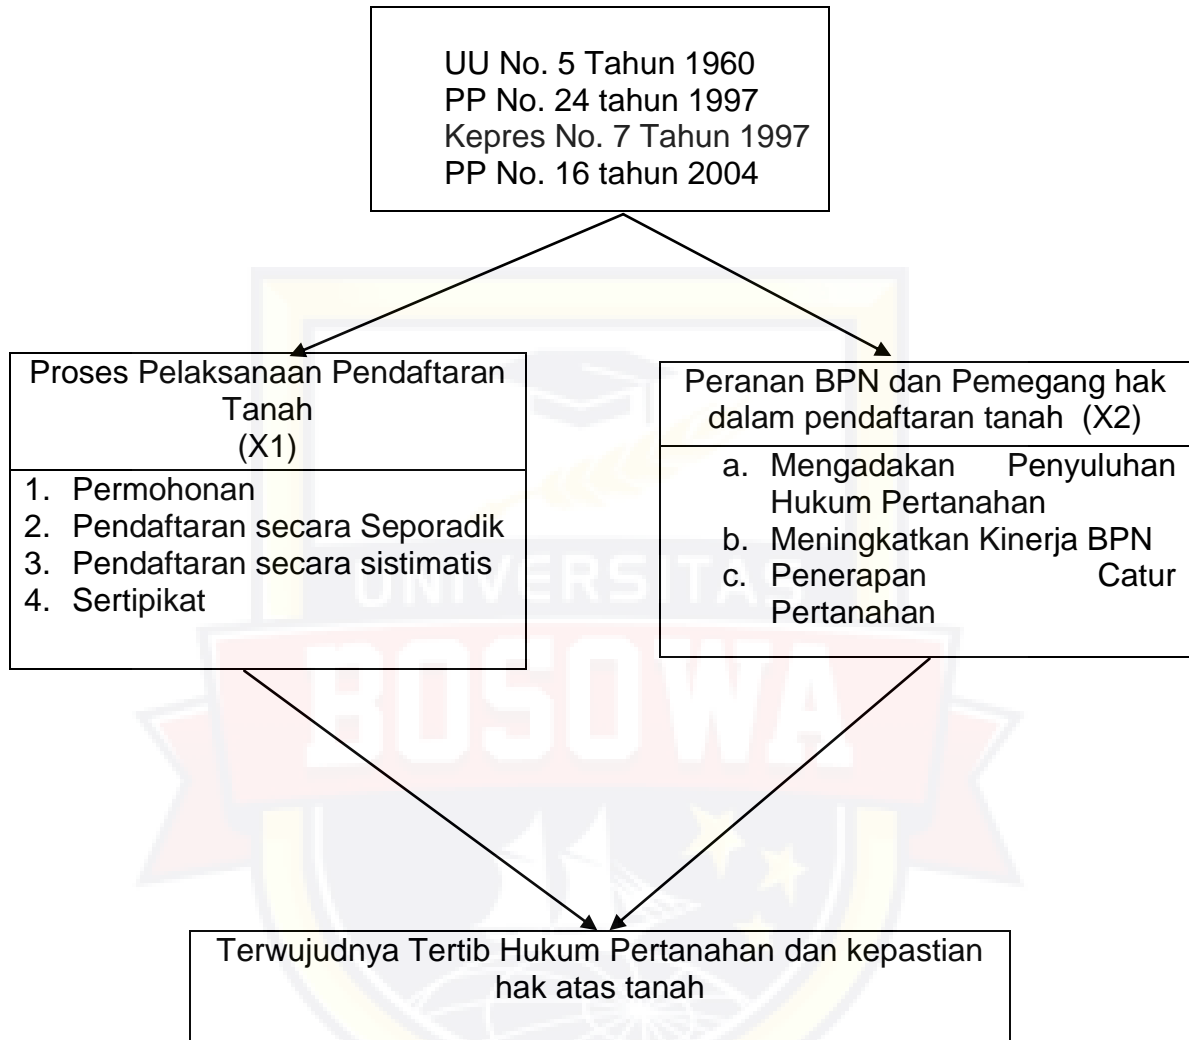 UU No. 5 Tahun 1960
PP No. 24 tahun 1997
Kepres No. 7 Tahun 1997
PP No. 16 tahun 2004
Proses Pelaksanaan Pendaftaran
Tanah
(X1)
1. Permohonan
2. Pendaftaran secara Seporadik
3. Pendaftaran secara sistimatis
4. Sertipikat
Peranan BPN dan Pemegang hak
dalam pendaftaran tanah (X2)
a. Mengadakan Penyuluhan
Hukum Pertanahan
b. Meningkatkan Kinerja BPN
c. Penerapan Catur
Pertanahan
UNIVERSITAS
BOSOWA
Terwujudnya Tertib Hukum Pertanahan dan kepastian
hak atas tanah